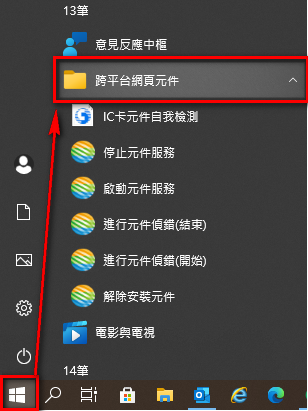 13筆
意見反應中樞
跨平台網頁元件
IC卡元件自我檢測
停止元件服務
啟動元件服務
進行元件偵錯(結束)
進行元件偵錯(開始)
解除安裝元件
電影與電視
14筆